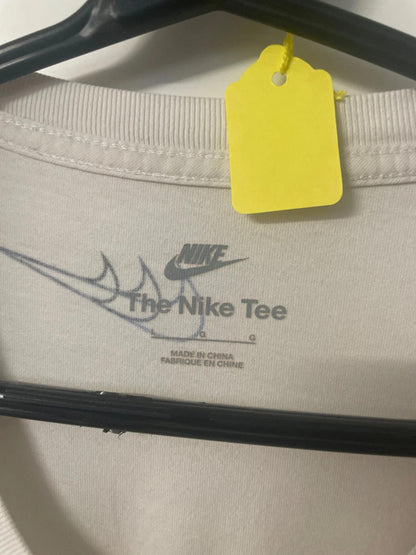 NIKE
The Nike Tee
L G G
MADE IN CHINA
FABRIQUÉ EN CHINE